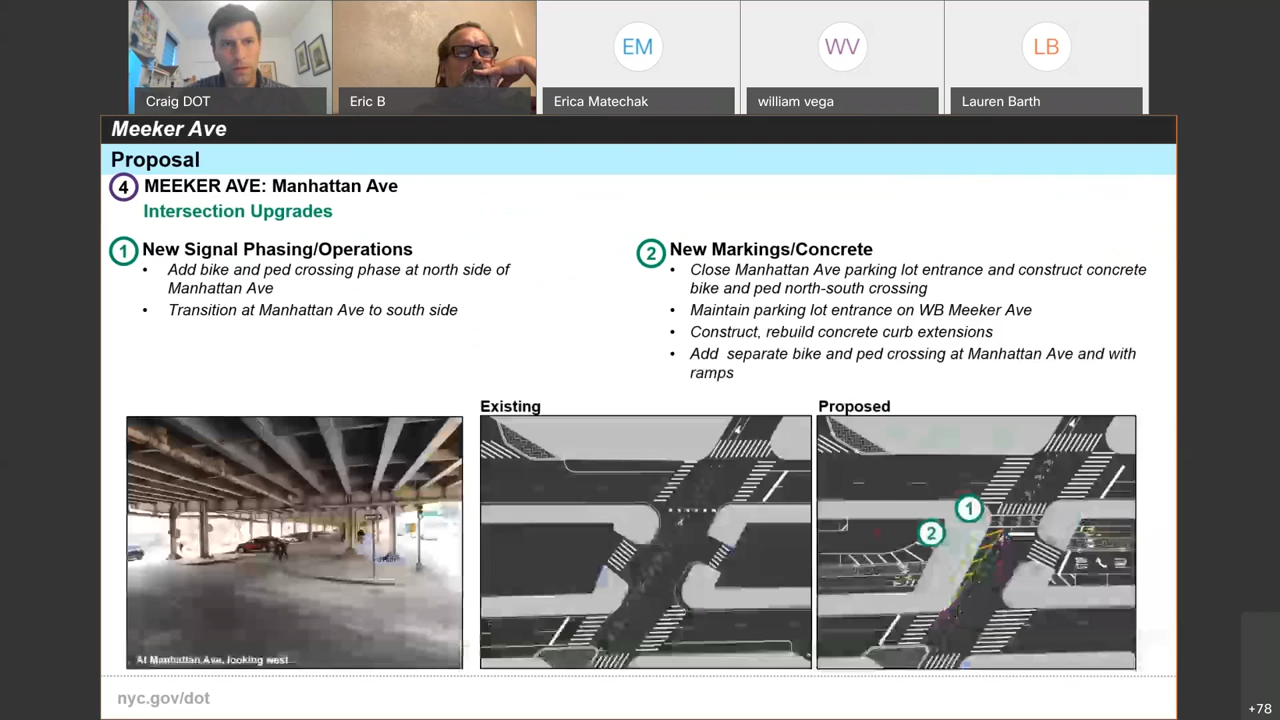 EM
WV
LB
Craig DOT
Eric B
Erica Matechak
william vega
Lauren Barth
Meeker Ave
Proposal
4 MEEKER AVE: Manhattan Ave
Intersection Upgrades
1 New Signal Phasing/Operations
• Add bike and ped crossing phase at north side of
Manhattan Ave
• Transition at Manhattan Ave to south side
2 New Markings/Concrete
• Close Manhattan Ave parking lot entrance and construct concrete
bike and ped north-south crossing
• Maintain parking lot entrance on WB Meeker Ave
• Construct, rebuild concrete curb extensions
• Add separate bike and ped crossing at Manhattan Ave and with
ramps
Existing
Proposed
1
2
At Manhattan Ave, looking west
nyc.gov/dot
+78